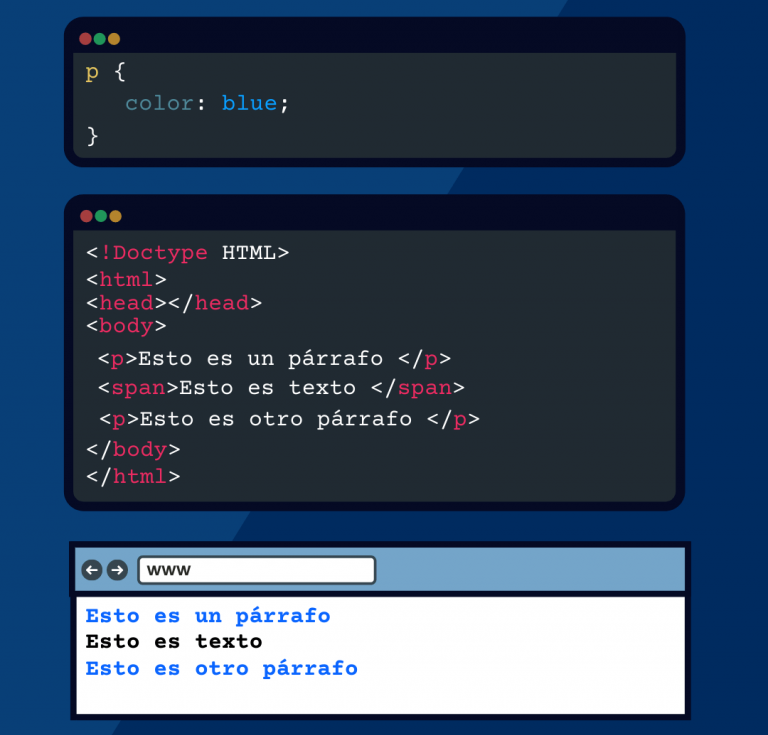 p {
color: blue;
}
<!Doctype HTML>
<html>
<head></head>
<body>
<p>Esto es un párrafo </p>
<span>Esto es texto </span>
<p>Esto es otro párrafo </p>
</body>
</html>
www
Esto es un párrafo
Esto es texto
Esto es otro párrafo